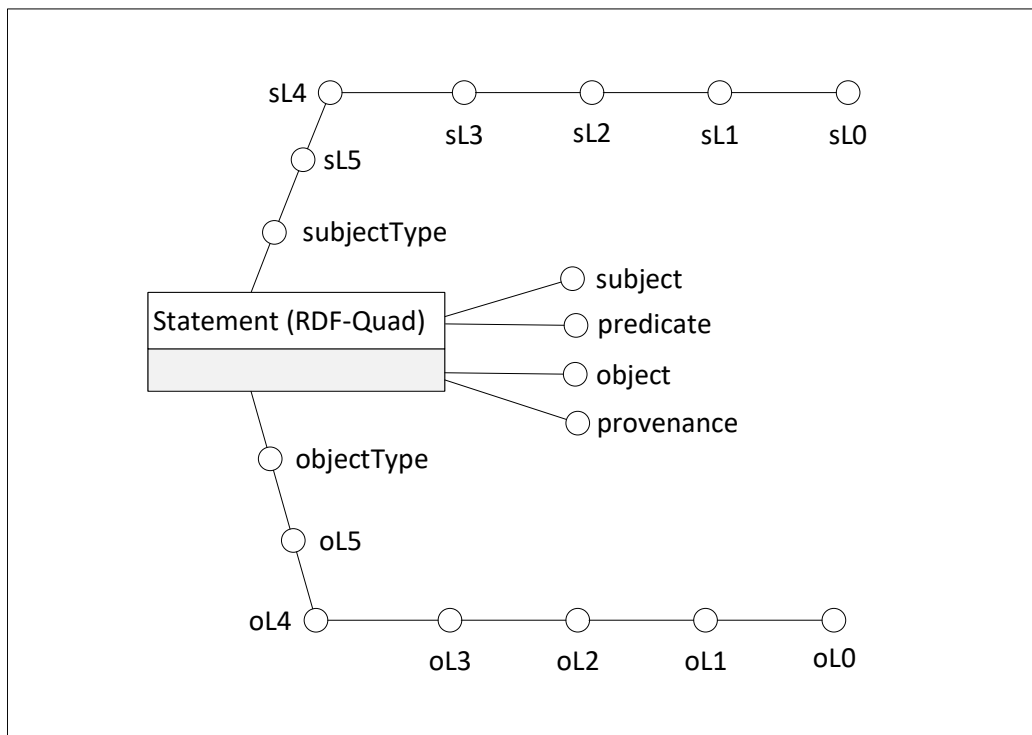 sL4
sL3
sL2
sL1
sL0
sL5
subjectType
subject
Statement (RDF-Quad)
predicate
object
provenance
objectType
oL5
oL4
oL3
oL2
oL1
oL0